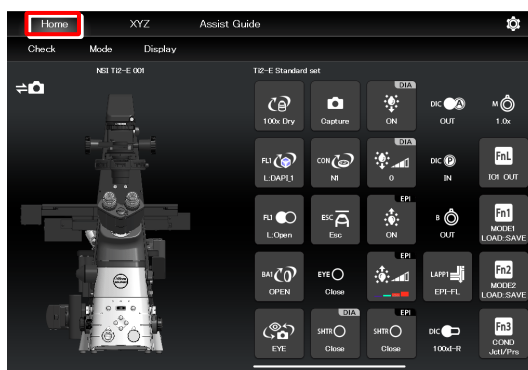 Home XYZ Assist Guide
Check Mode Display
NSI Ti2-E 001
Ti2-E Standard set
100x Dry
Capture
DIA
ON
DIC A
OUT
M
1.0x
FL1
L:DAPI_1
CON
N1
DIA
0
DIC P
IN
FnL
IO1 OUT
FL1
L:Open
ESC
Esc
EPI
ON
B
OUT
Fn1
MODE1
LOAD:SAVE
BA1
OPEN
EYE
Close
EPI
LAPP1
EPI-FL
Fn2
MODE2
LOAD:SAVE
EYE
DIA
SHTR
Close
EPI
SHTR
Close
DIC
100xI-R
Fn3
COND
Jctl/Prs